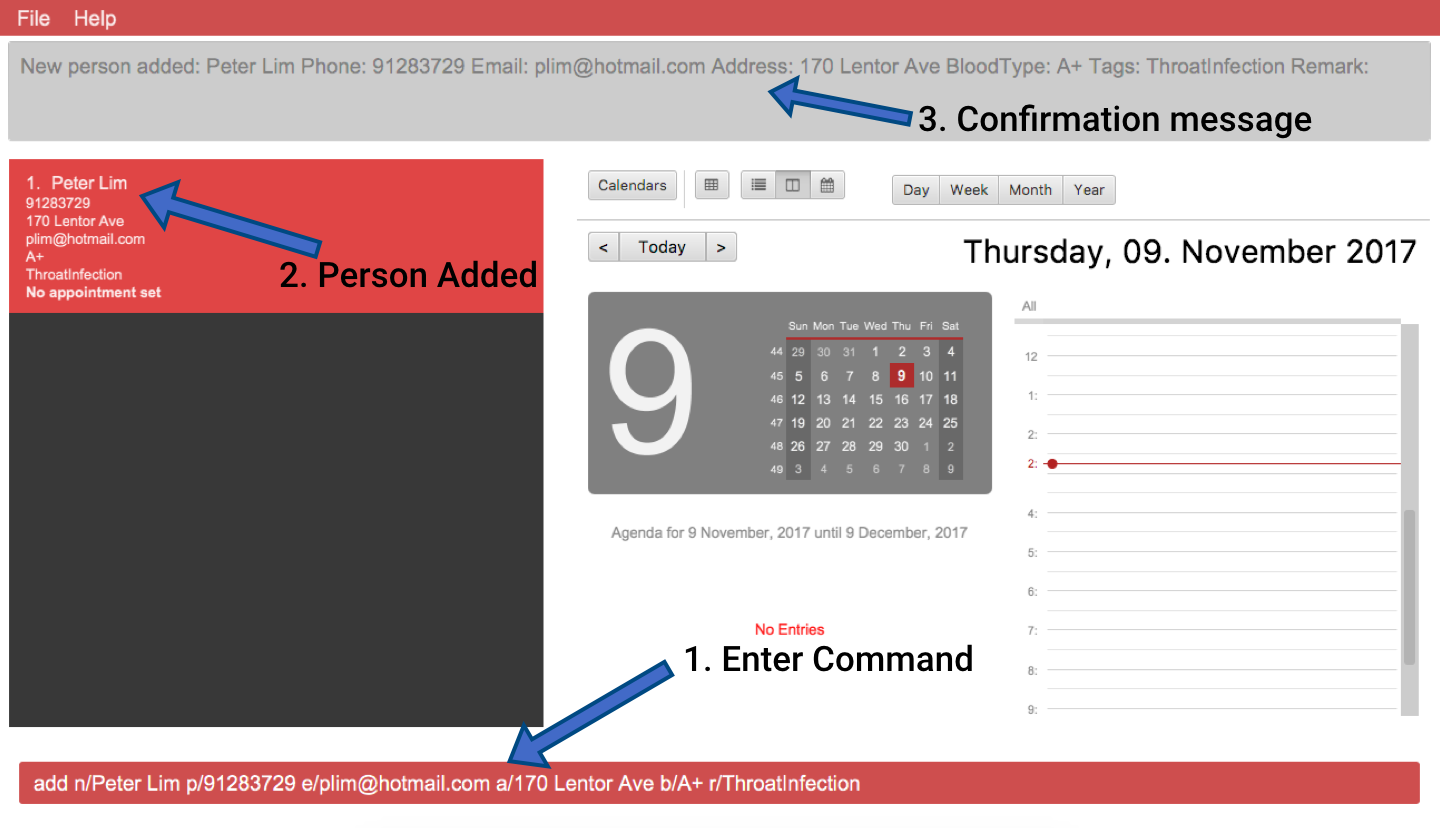 File Help
New person added: Peter Lim Phone: 91283729 Email: plim@hotmail.com Address: 170 Lentor Ave BloodType: A+ Tags: ThroatInfection Remark:
3. Confirmation message
1. Peter Lim
91283729
170 Lentor Ave
plim@hotmail.com
A+
ThroatInfection
No appointment set
2. Person Added
Calendars
Day Week Month Year
< Today >
Thursday, 09. November 2017
9
Sun Mon Tue Wed Thu Fri Sat
44 29 30 31 1 2 3 4
45 5 6 7 8 9 10 11
46 12 13 14 15 16 17 18
47 19 20 21 22 23 24 25
48 26 27 28 29 30 1 2
49 3 4 5 6 7 8 9
Agenda for 9 November, 2017 until 9 December, 2017
No Entries
All
12
1:
2:
2:
4:
5:
6:
7:
8:
9:
1. Enter Command
add n/Peter Lim p/91283729 e/plim@hotmail.com a/170 Lentor Ave b/A+ r/ThroatInfection